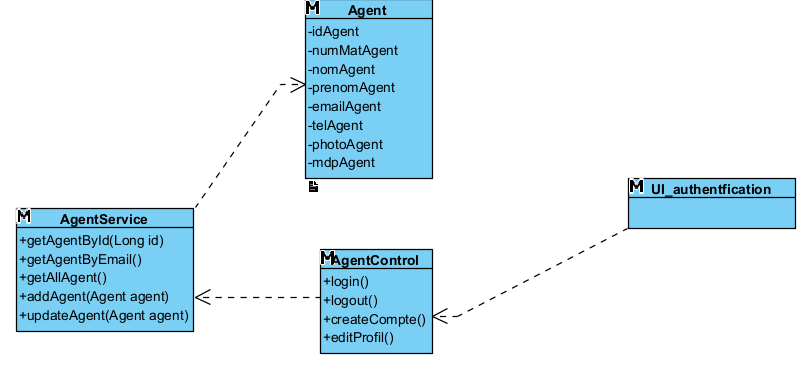 M
Agent
-idAgent
-numMatAgent
-nomAgent
-prenomAgent
-emailAgent
-telAgent
-photoAgent
-mdpAgent
M
UI_authentfication
M
AgentService
+getAgentById(Long id)
+getAgentByEmail()
+getAllAgent()
+addAgent(Agent agent)
+updateAgent(Agent agent)
M
AgentControl
+login()
+logout()
+createCompte()
+editProfil()